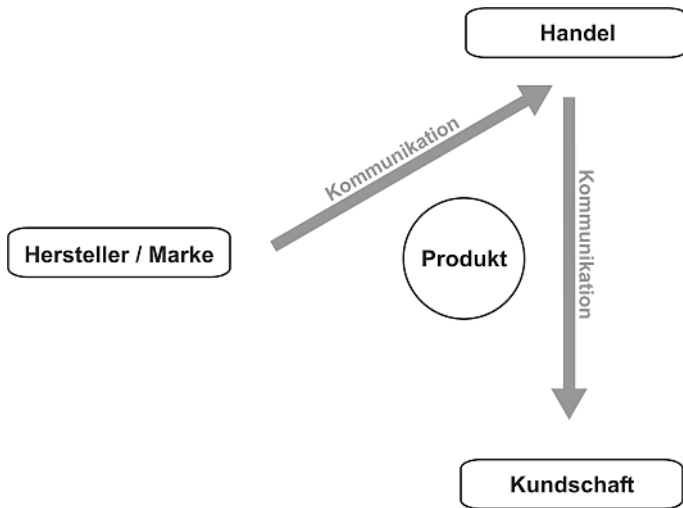 Handel
Kommunikation
Kommunikation
Hersteller / Marke
Produkt
Kundschaft